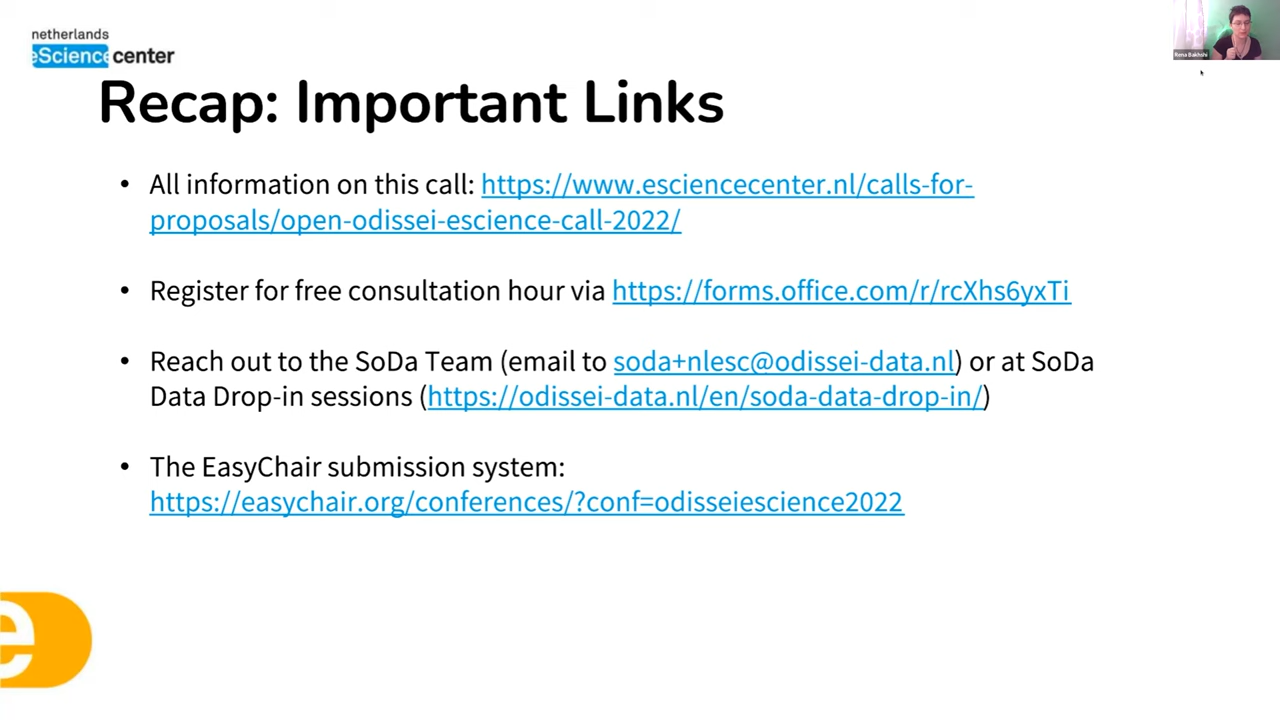 netherlands
eScience center
Rena Bakhshi
Recap: Important Links
• All information on this call: https://www.esciencecenter.nl/calls-for-
proposals/open-odissei-escience-call-2022/
• Register for free consultation hour via https://forms.office.com/r/rcXhs6yxTi
• Reach out to the SoDa Team (email to soda+nlesc@odissei-data.nl) or at SoDa
Data Drop-in sessions (https://odissei-data.nl/en/soda-data-drop-in/)
• The EasyChair submission system:
https://easychair.org/conferences/?conf=odisseiescience2022
e